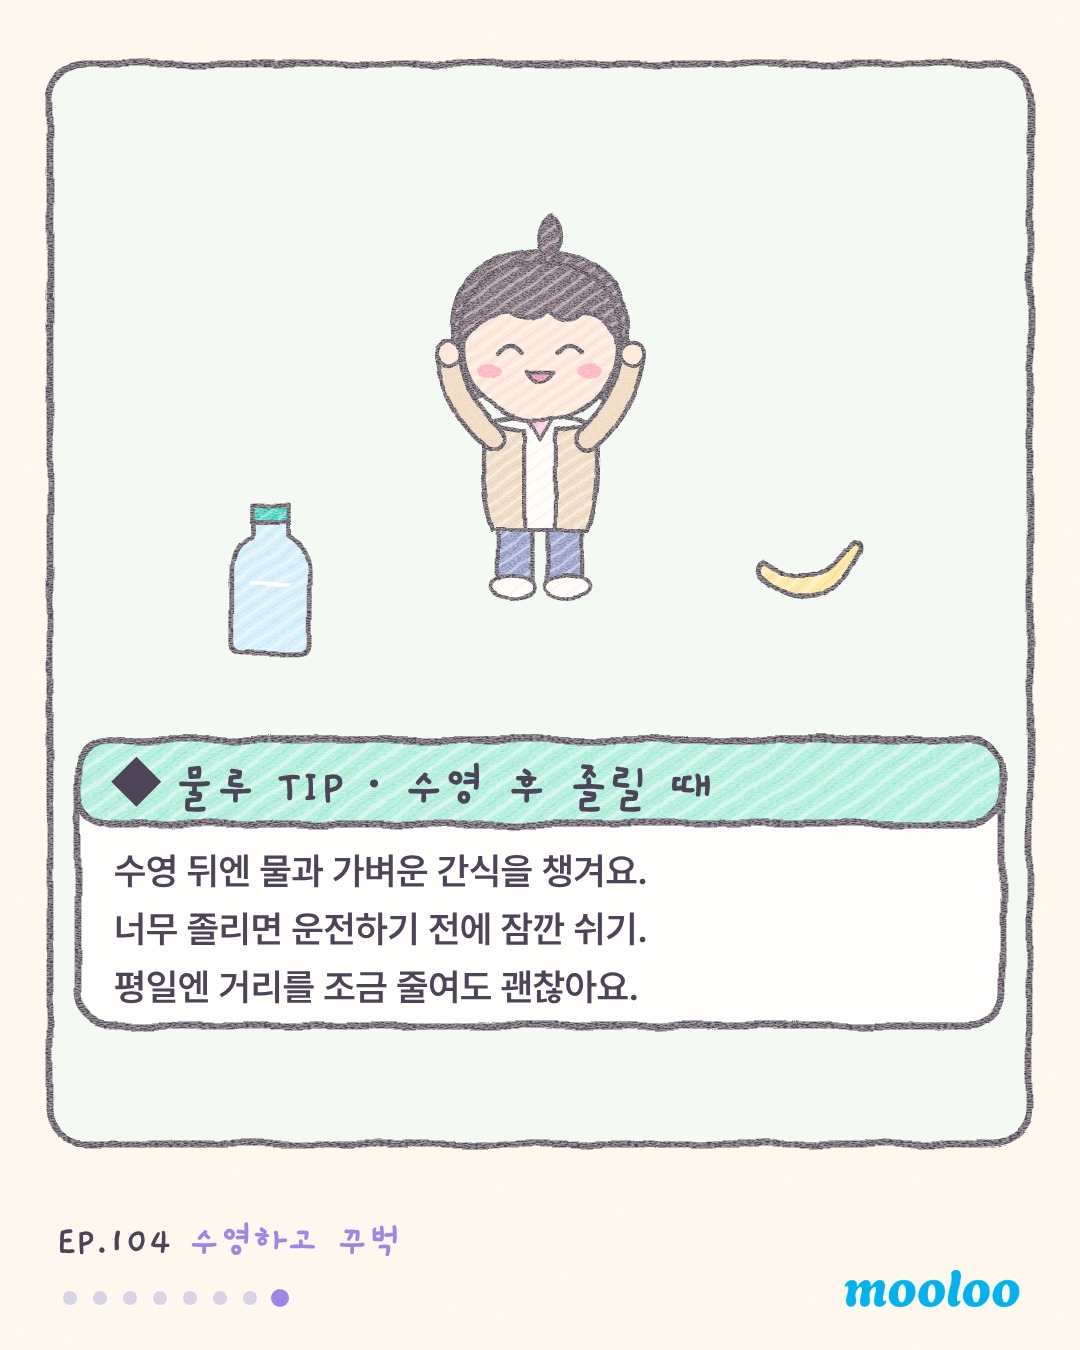 ◆ 물루 TIP · 수영 후 졸릴 때
수영 뒤엔 물과 가벼운 간식을 챙겨요.
너무 졸리면 운전하기 전에 잠깐 쉬기.
평일엔 거리를 조금 줄여도 괜찮아요.
EP.104 수영하고 꾸벅
mooloo